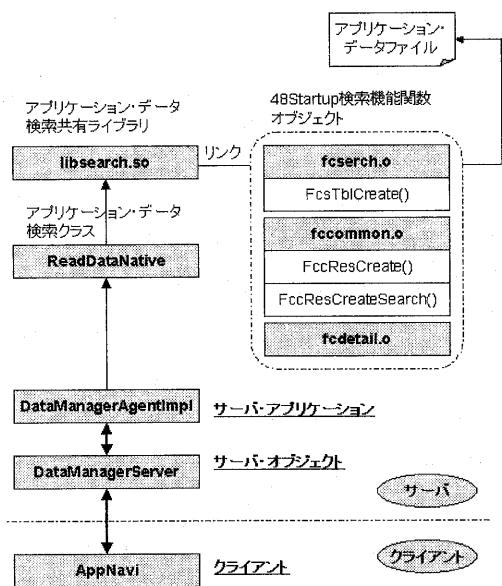 アプリケーション・
データファイル
アプリケーション・データ
検索共有ライブラリ
48Startup検索機能関数
オブジェクト
libsearch.so
リンク
fcserch.o
FcsTblCreate()
アプリケーション・データ
検索クラス
ReadDataNative
fccommon.o
FccResCreate()
FccResCreateSearch()
fcdetail.o
DataManagerAgentImpl
サーバ・アプリケーション
DataManagerServer
サーバ・オブジェクト
サーバ
AppNavi
クライアント
クライアント